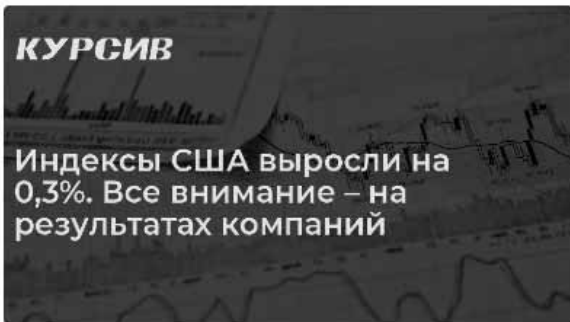 КУРСИВ
Индексы США выросли на
0,3%. Все внимание – на
результатах компаний